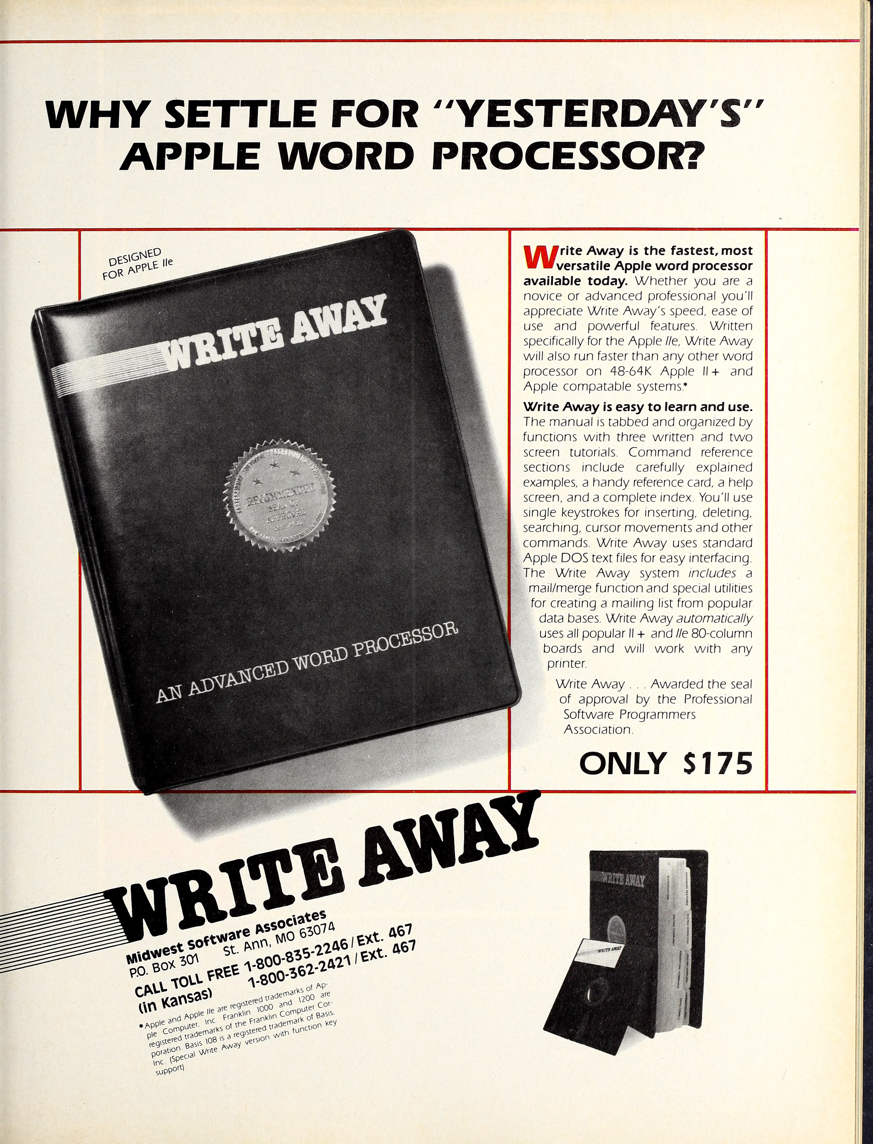 WHY SETTLE FOR "YESTERDAY'S"
APPLE WORD PROCESSOR?
DESIGNED
FOR APPLE //e
WRITE AWAY
RECOMMENDED
SEAL OF
APPROVAL
AN ADVANCED WORD PROCESSOR
Write Away is the fastest, most
versatile Apple word processor
available today. Whether you are a
novice or advanced professional you'll
appreciate Write Away's speed, ease of
use and powerful features. Written
specifically for the Apple //e, Write Away
will also run faster than any other word
processor on 48-64K Apple II+ and
Apple compatable systems.*
Write Away is easy to learn and use.
The manual is tabbed and organized by
functions with three written and two
screen tutorials. Command reference
sections include carefully explained
examples, a handy reference card, a help
screen, and a complete index. You'll use
single keystrokes for inserting, deleting,
searching, cursor movements and other
commands. Write Away uses standard
Apple DOS text files for easy interfacing.
The Write Away system includes a
mail/merge function and special utilities
for creating a mailing list from popular
data bases. Write Away automatically
uses all popular II+ and //e 80-column
boards and will work with any
printer.
Write Away . . . Awarded the seal
of approval by the Professional
Software Programmers
Association.
ONLY $175
WRITE AWAY
Midwest Software Associates
P.O. Box 301 St. Ann, MO 63074
CALL TOLL FREE 1-800-835-2246/Ext. 467
(in Kansas) 1-800-362-2421/Ext. 467
*Apple and Apple //e are registered trademarks of Ap-
ple Computer, Inc. Franklin 1000 and 1200 are
registered trademarks of the Franklin Computer Cor-
poration. Basis 108 is a registered trademark of Basis,
Inc. (Special Write Away version with function key
support)
WRITE AWAY
WRITE AWAY